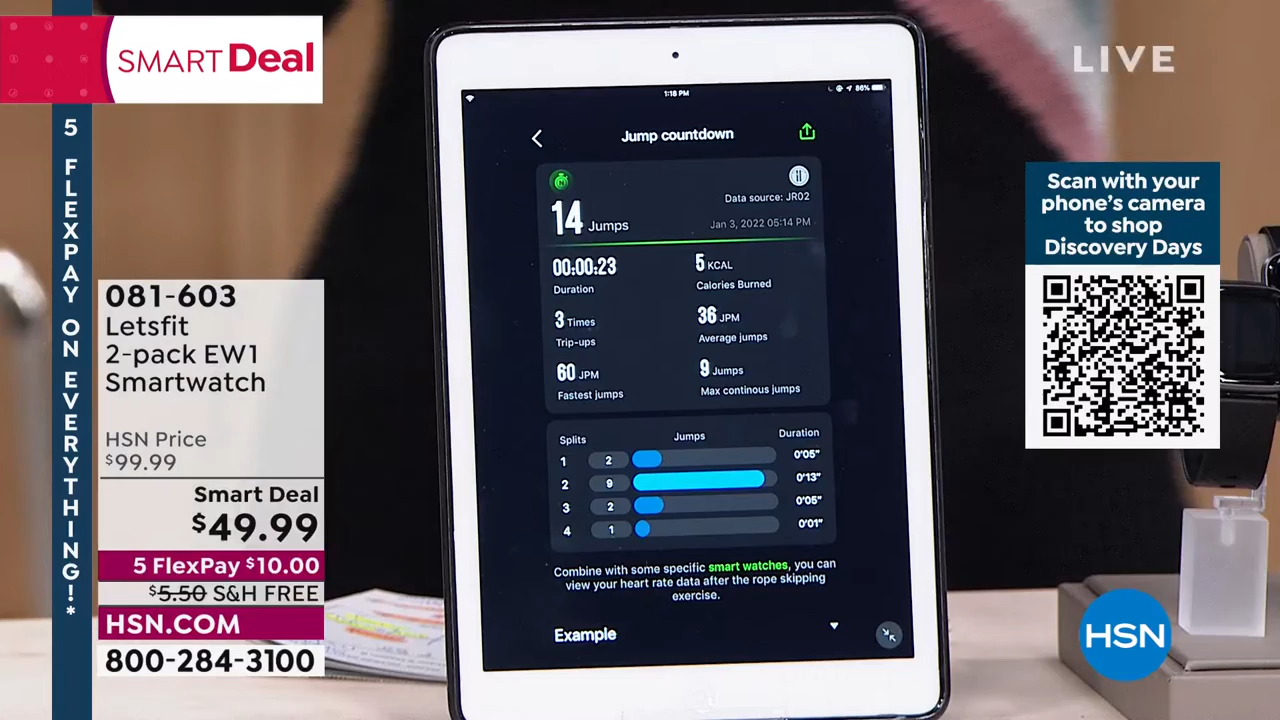 SMART Deal
LIVE
5 FLEXPAY ON EVERYTHING!*
081-603
Letsfit
2-pack EW1
Smartwatch
HSN Price
$99.99
Smart Deal
$49.99
5 FlexPay $10.00
$5.50 S&H FREE
HSN.COM
800-284-3100
1:18 PM
86%
Jump countdown
14 Jumps
Data source: JR02
Jan 3, 2022 05:14 PM
00:00:23
Duration
5 KCAL
Calories Burned
3 Times
Trip-ups
36 JPM
Average jumps
60 JPM
Fastest jumps
9 Jumps
Max continous jumps
Splits Jumps Duration
1 2 0'05"
2 9 0'13"
3 2 0'05"
4 1 0'01"
Combine with some specific smart watches, you can
view your heart rate data after the rope skipping
exercise.
Example
Scan with your
phone's camera
to shop
Discovery Days
HSN